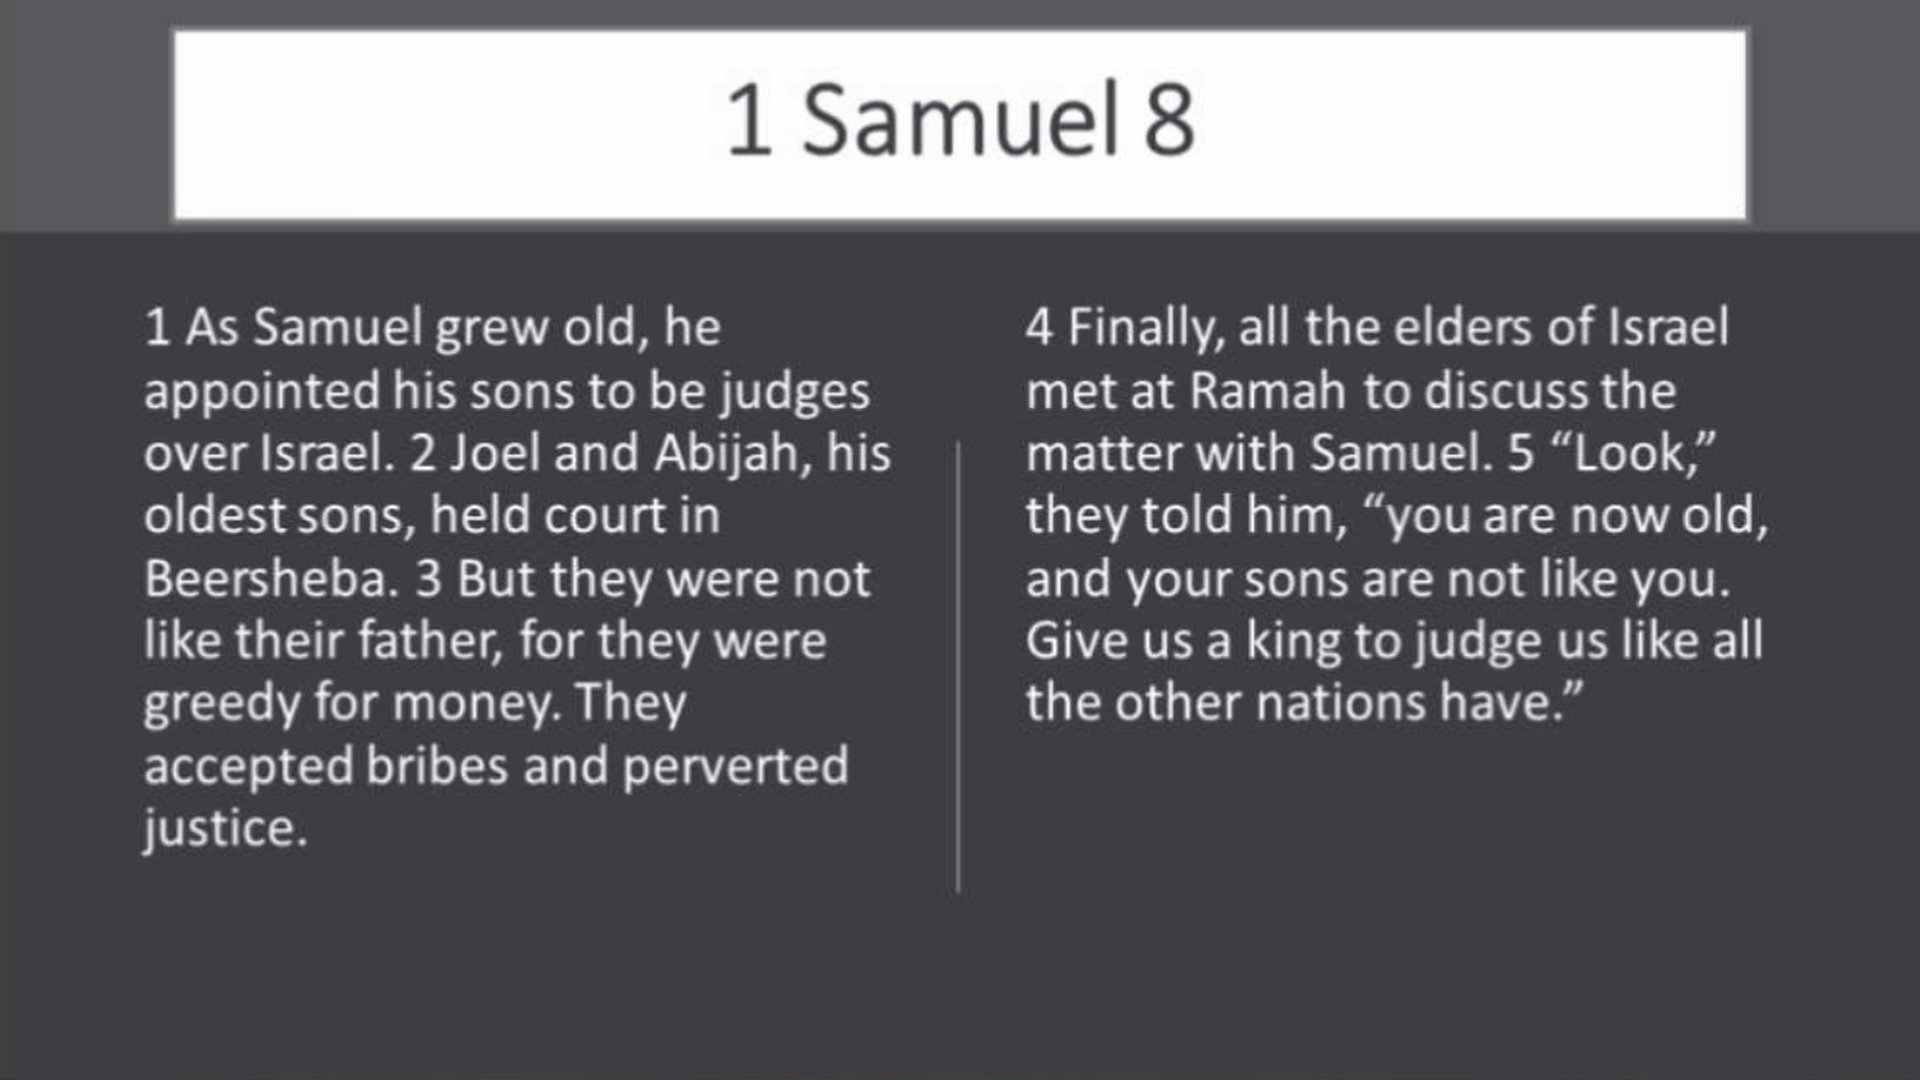 1 Samuel 8
1 As Samuel grew old, he
appointed his sons to be judges
over Israel. 2 Joel and Abijah, his
oldest sons, held court in
Beersheba. 3 But they were not
like their father, for they were
greedy for money. They
accepted bribes and perverted
justice.
4 Finally, all the elders of Israel
met at Ramah to discuss the
matter with Samuel. 5 “Look,”
they told him, “you are now old,
and your sons are not like you.
Give us a king to judge us like all
the other nations have.”